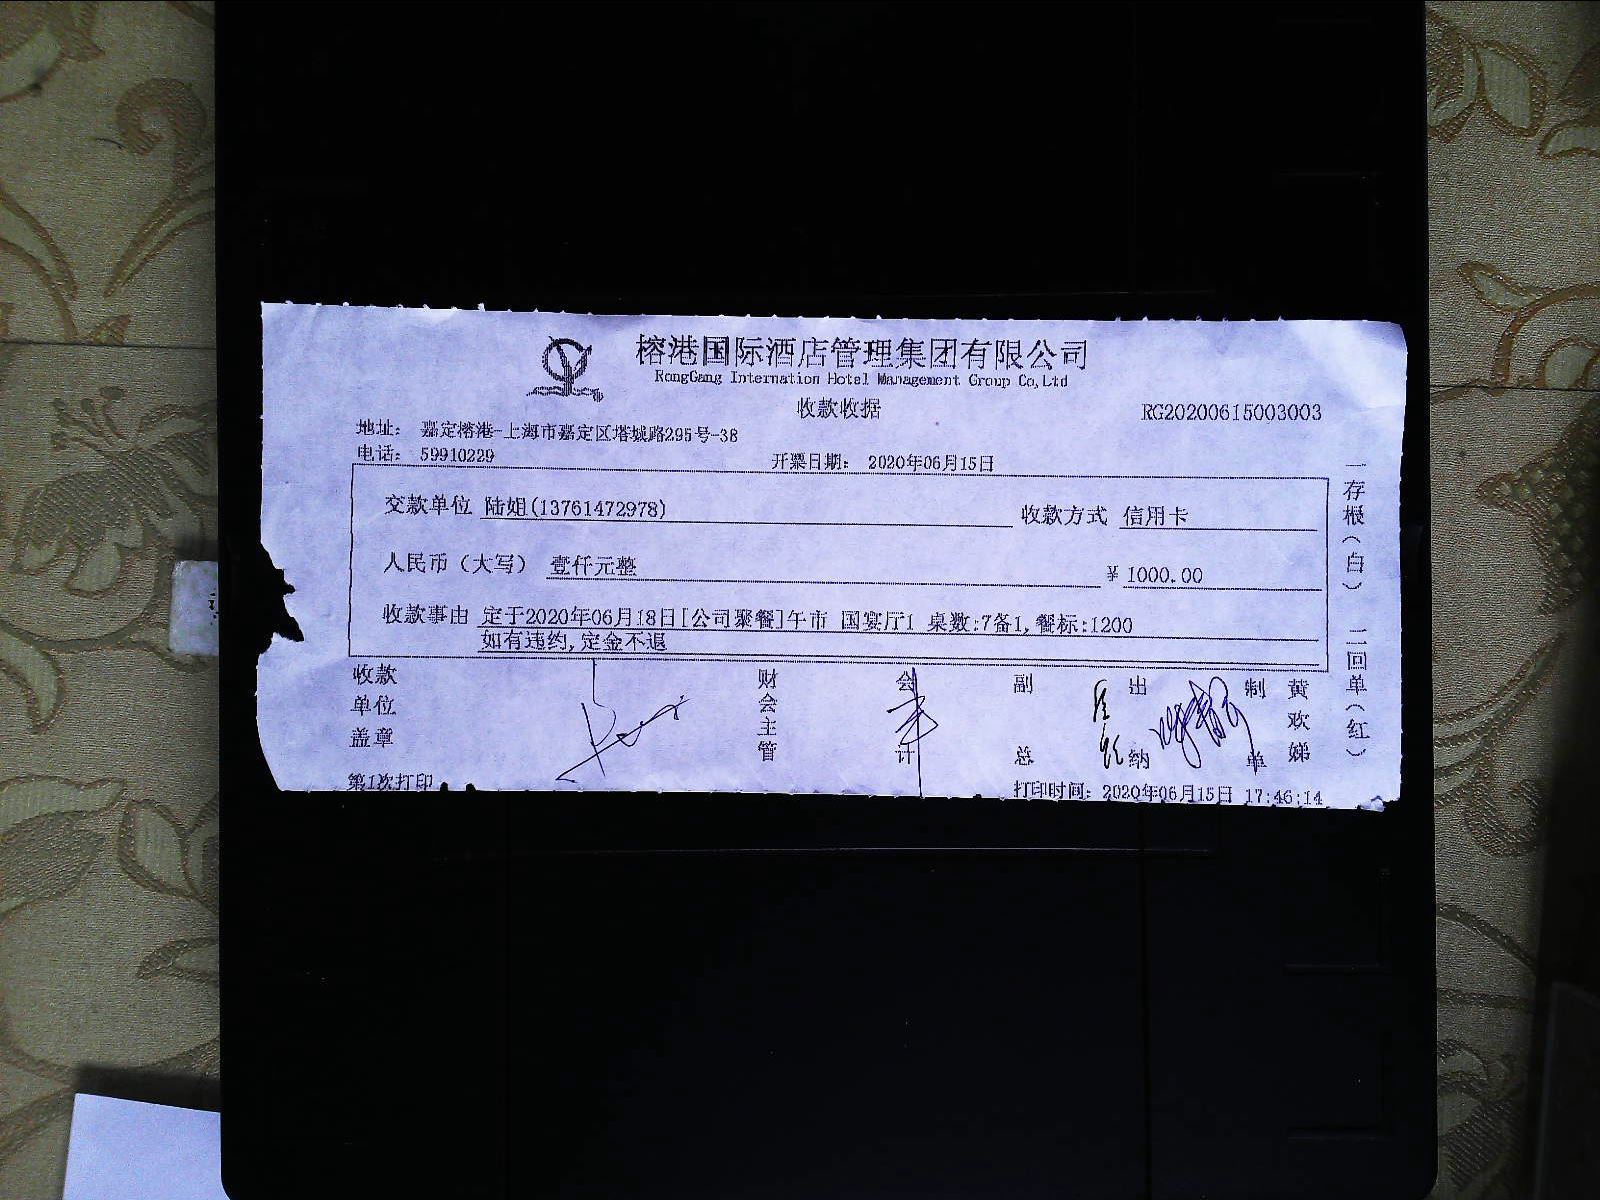 榕港国际酒店管理集团有限公司
RongGang Internation Hotel Management Group Co,Ltd
收款收据
RG20200615003003
地址: 嘉定榕港-上海市嘉定区塔城路295号-38
电话: 59910229
开票日期: 2020年06月15日
交款单位 陆姐(13761472978)
收款方式 信用卡
人民币(大写) 壹仟元整
¥ 1000.00
收款事由 定于2020年06月18日[公司聚餐]午市 国宴厅1 桌数:7备1,餐标:1200
如有违约,定金不退
收款单位盖章
财会主管
会计
副总
出纳
制单
黄欢娣
一存根(白) 二回单(红)
第1次打印
打印时间: 2020年06月15日 17:46:14